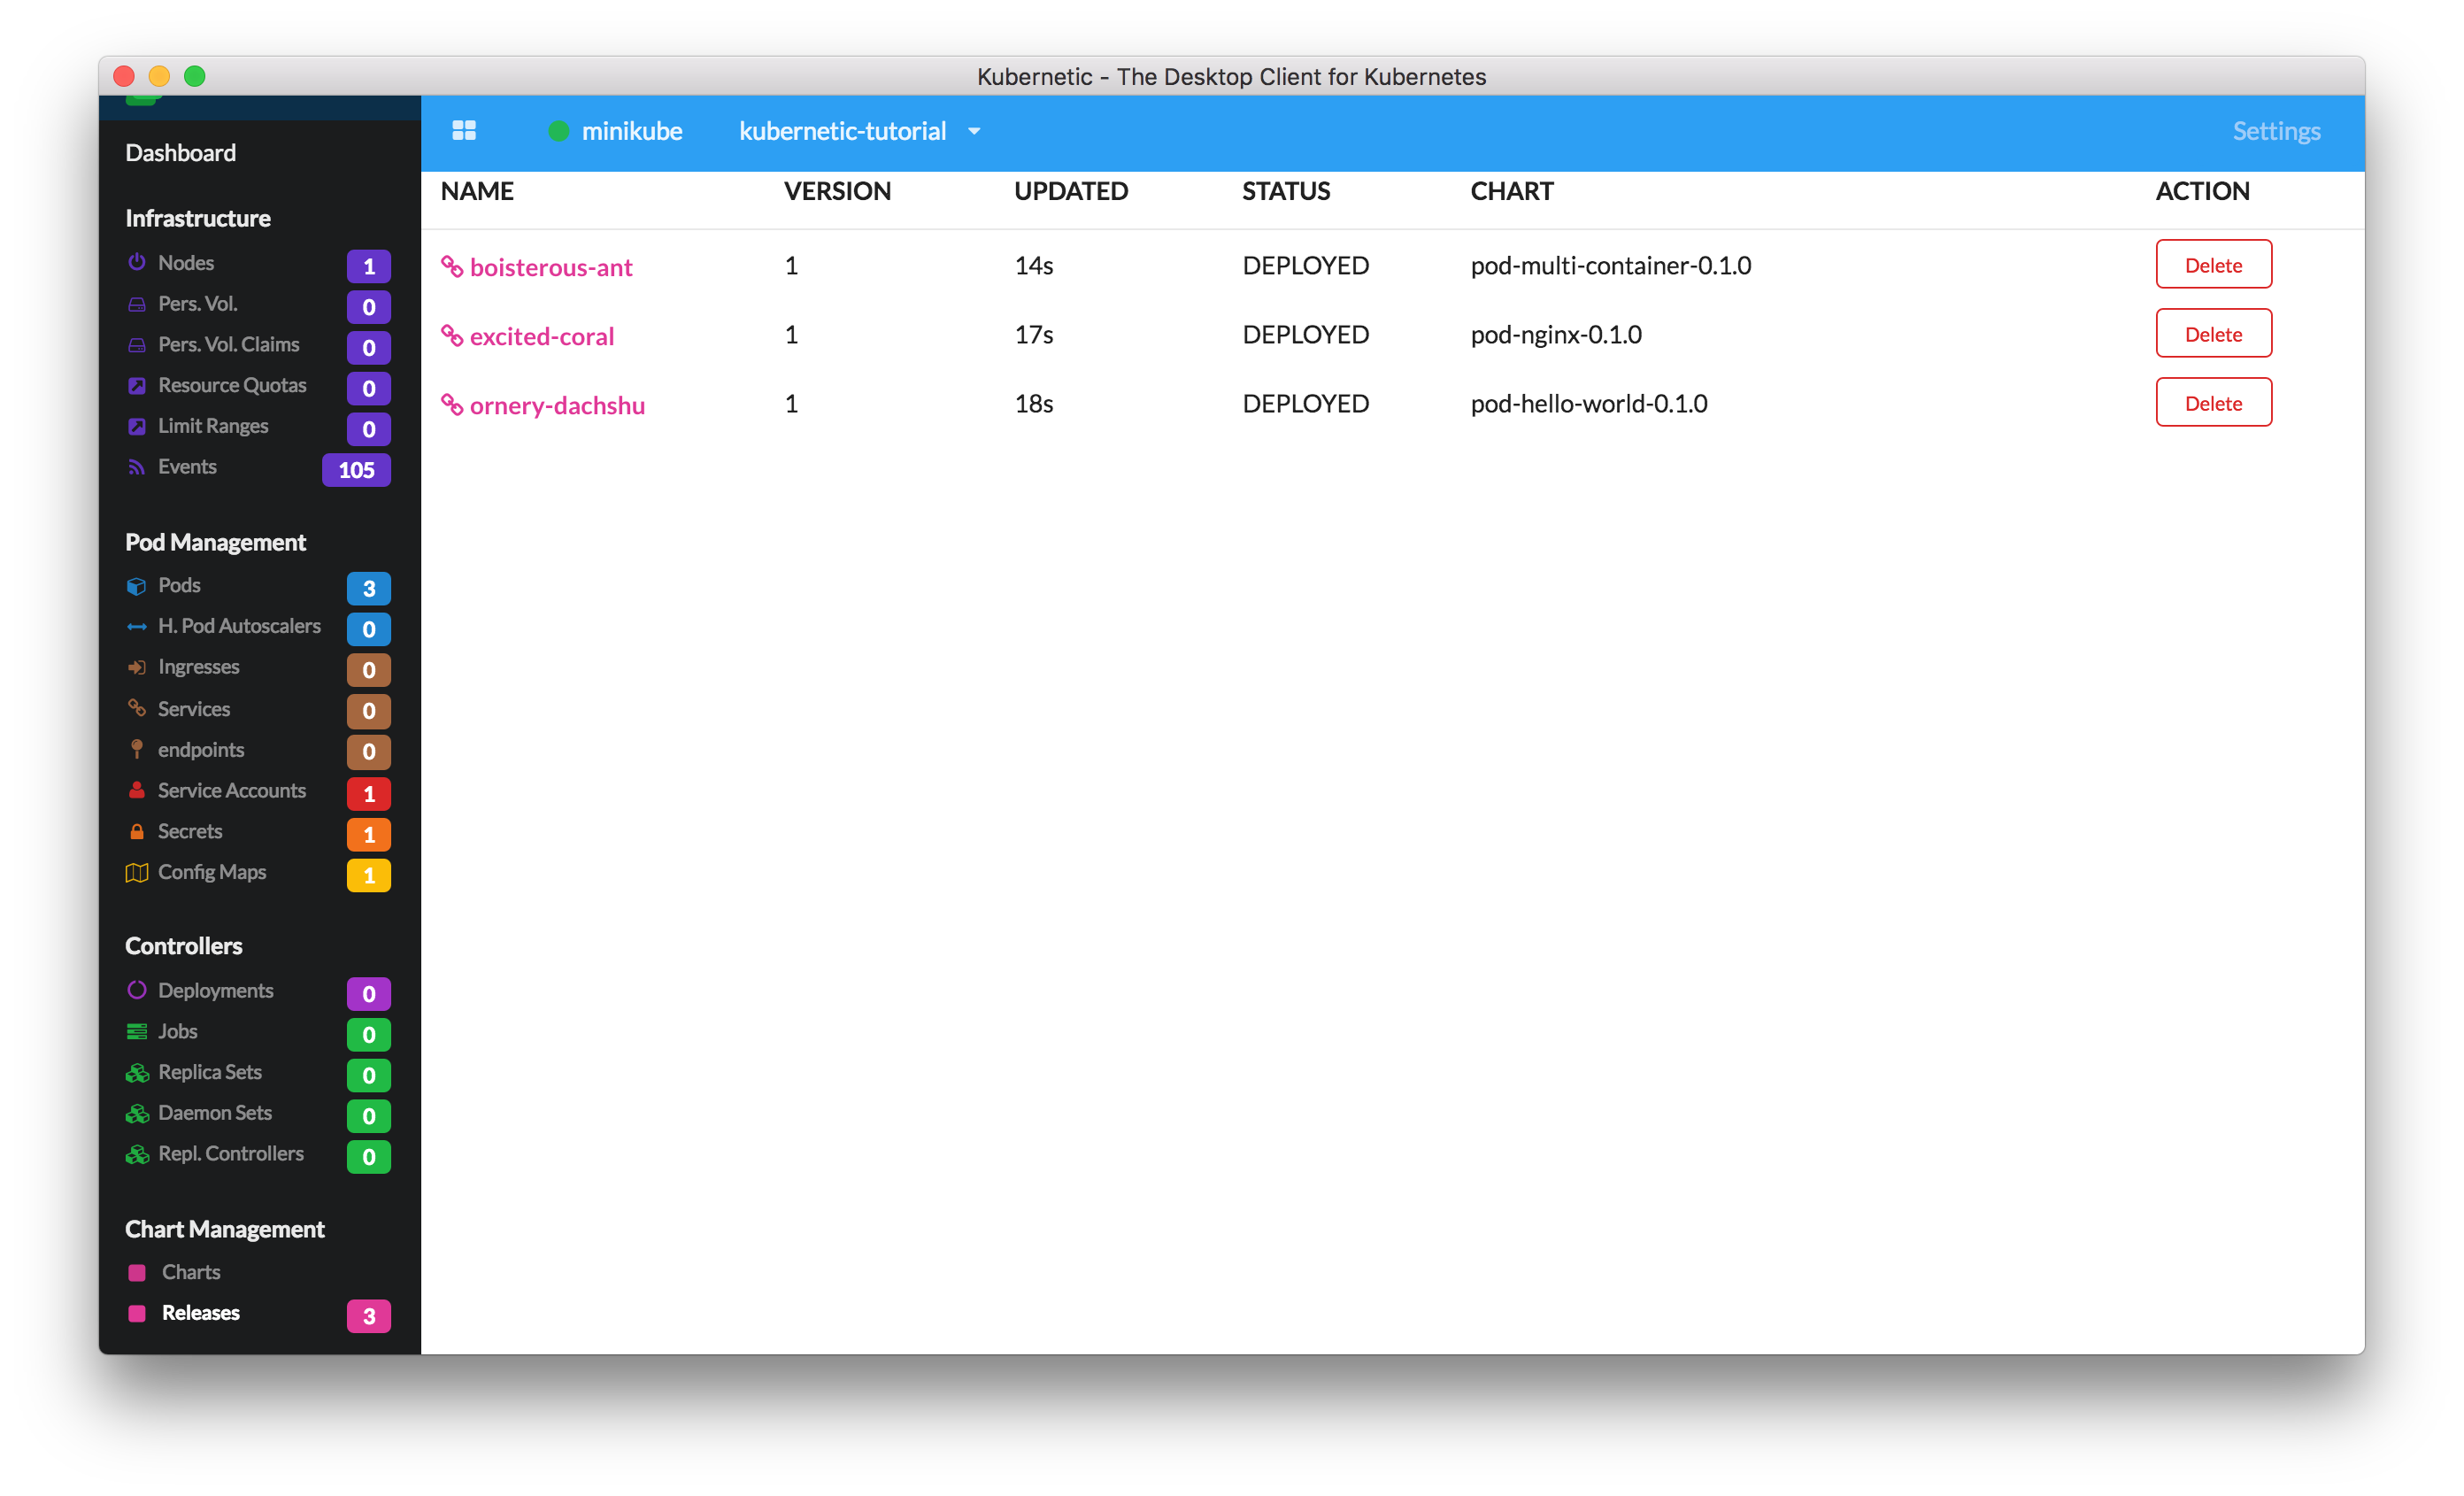 Kubernetic - The Desktop Client for Kubernetes
minikube kubernetic-tutorial Settings
Dashboard
Infrastructure
Nodes 1
Pers. Vol. 0
Pers. Vol. Claims 0
Resource Quotas 0
Limit Ranges 0
Events 105
Pod Management
Pods 3
H. Pod Autoscalers 0
Ingresses 0
Services 0
endpoints 0
Service Accounts 1
Secrets 1
Config Maps 1
Controllers
Deployments 0
Jobs 0
Replica Sets 0
Daemon Sets 0
Repl. Controllers 0
Chart Management
Charts
Releases 3
NAME VERSION UPDATED STATUS CHART ACTION
boisterous-ant 1 14s DEPLOYED pod-multi-container-0.1.0 Delete
excited-coral 1 17s DEPLOYED pod-nginx-0.1.0 Delete
ornery-dachshu 1 18s DEPLOYED pod-hello-world-0.1.0 Delete